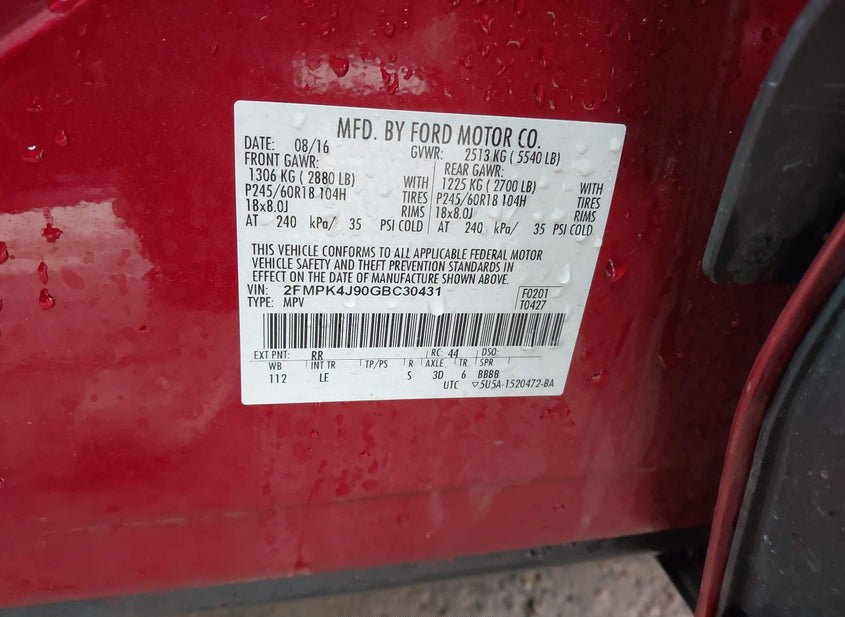 MFD. BY FORD MOTOR CO.
DATE: 08/16 GVWR: 2513 KG ( 5540 LB)
FRONT GAWR: REAR GAWR:
1306 KG ( 2880 LB) WITH 1225 KG ( 2700 LB) WITH
P245/60R18 104H TIRES P245/60R18 104H TIRES
18x8.0J RIMS 18x8.0J RIMS
AT 240 kPa/ 35 PSI COLD AT 240 kPa/ 35 PSI COLD
THIS VEHICLE CONFORMS TO ALL APPLICABLE FEDERAL MOTOR
VEHICLE SAFETY AND THEFT PREVENTION STANDARDS IN
EFFECT ON THE DATE OF MANUFACTURE SHOWN ABOVE.
VIN: 2FMPK4J90GBC30431 F0201
TYPE: MPV T0427
EXT PNT: RR RC: 44 DSO:
WB INT TR TP/PS R AXLE TR SPR
112 LE S 3D 6 BBBB
UTC ▽5U5A-1520472-BA